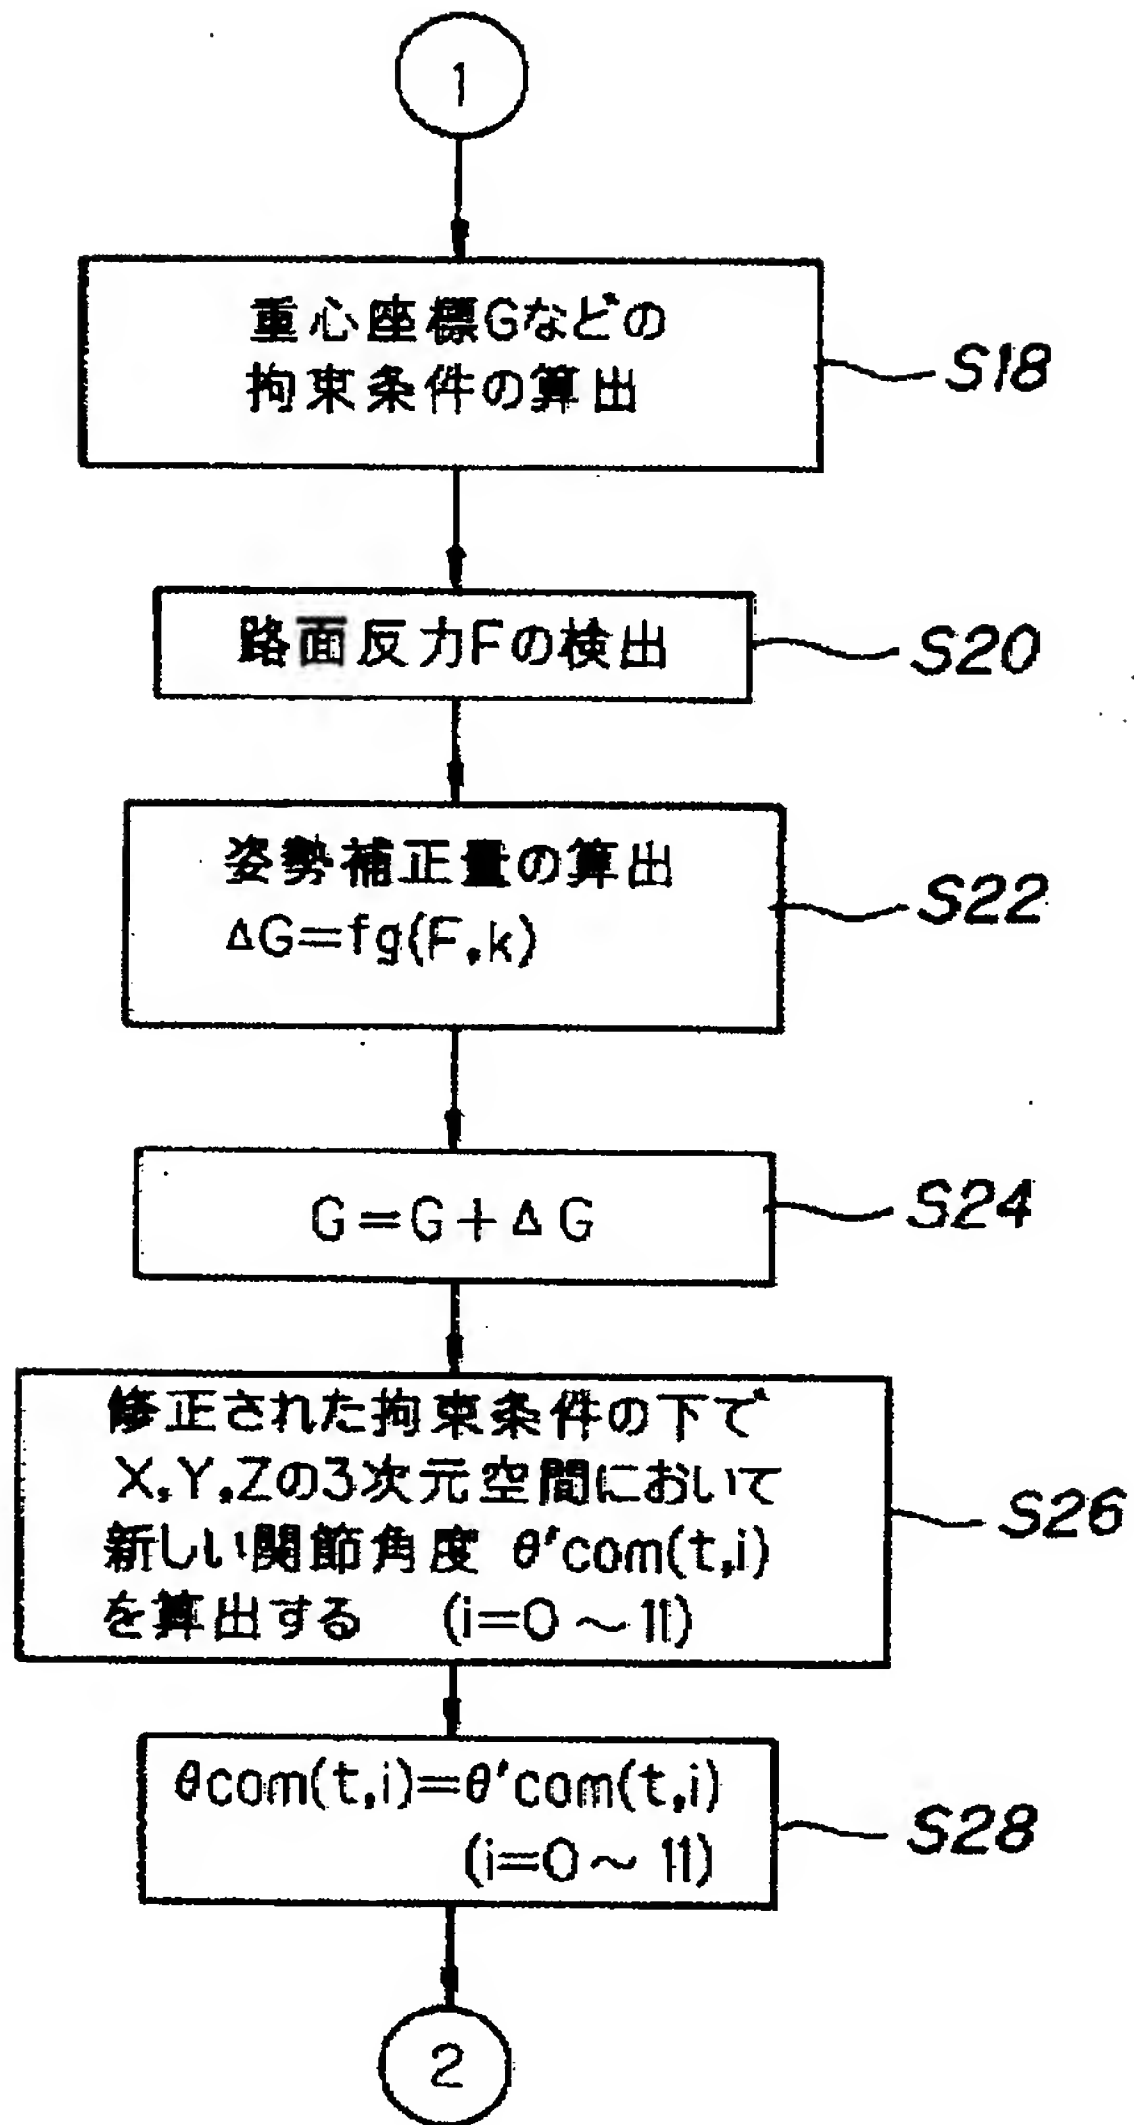 1
重心座標Gなどの
拘束条件の算出
S18
路面反力Fの検出
S20
姿勢補正量の算出
ΔG=fg(F,k)
S22
G=G+ΔG
S24
修正された拘束条件の下で
X,Y,Zの3次元空間において
新しい関節角度 θ'com(t,i)
を算出する (i=0~11)
S26
θcom(t,i)=θ'com(t,i)
(i=0~11)
S28
2